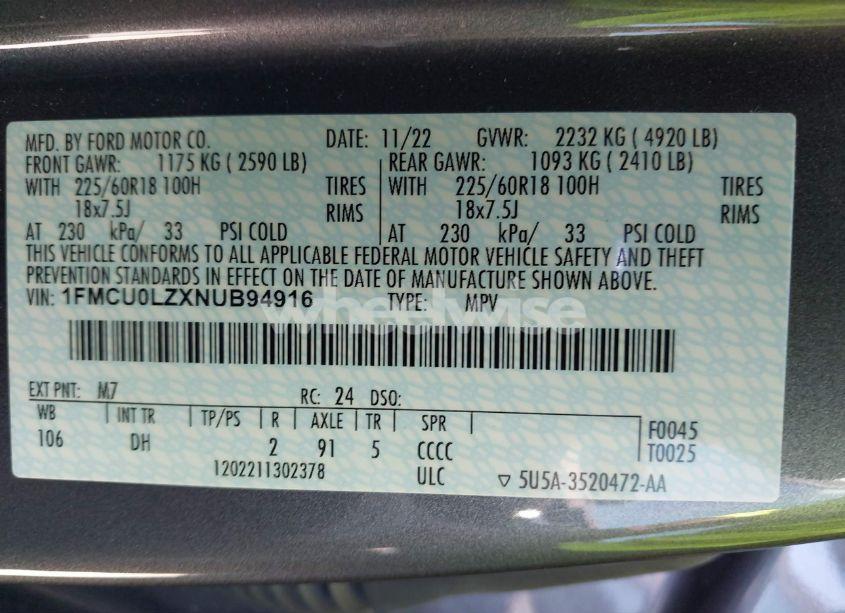 MFD. BY FORD MOTOR CO. DATE: 11/22 GVWR: 2232 KG ( 4920 LB)
FRONT GAWR: 1175 KG ( 2590 LB) REAR GAWR: 1093 KG ( 2410 LB)
WITH 225/60R18 100H TIRES WITH 225/60R18 100H TIRES
18x7.5J RIMS 18x7.5J RIMS
AT 230 kPa/ 33 PSI COLD AT 230 kPa/ 33 PSI COLD
THIS VEHICLE CONFORMS TO ALL APPLICABLE FEDERAL MOTOR VEHICLE SAFETY AND THEFT
PREVENTION STANDARDS IN EFFECT ON THE DATE OF MANUFACTURE SHOWN ABOVE.
VIN: 1FMCU0LZXNUB94916 TYPE: MPV
wheelwise
EXT PNT: M7 RC: 24 DSO:
WB INT TR TP/PS R AXLE TR SPR F0045
106 DH 2 91 5 CCCC T0025
1202211302378 ULC ▽ 5U5A-3520472-AA